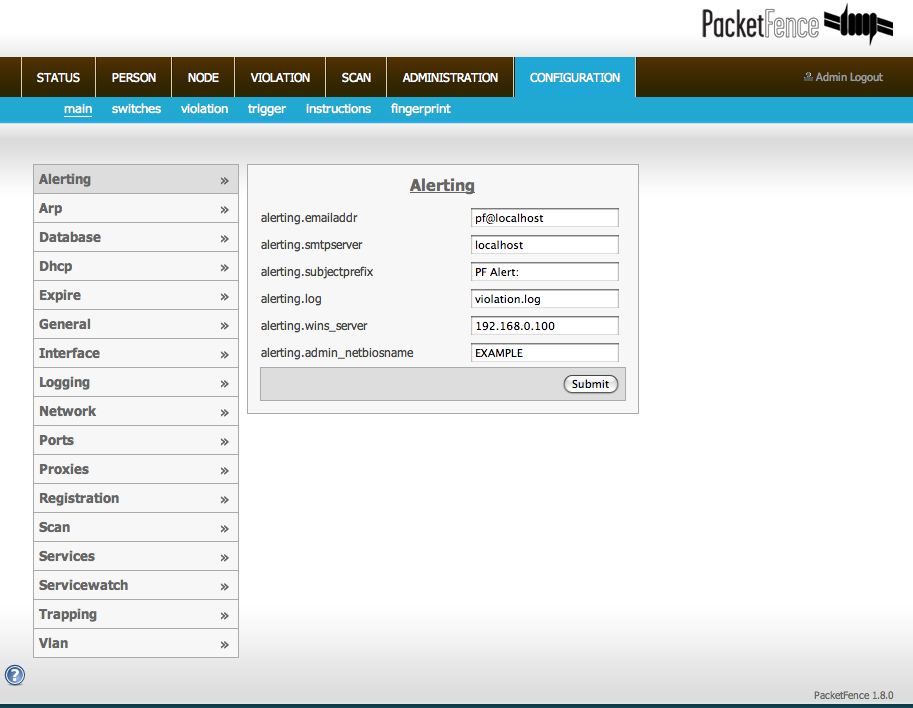 PacketFence
STATUS PERSON NODE VIOLATION SCAN ADMINISTRATION CONFIGURATION Admin Logout
main switches violation trigger instructions fingerprint
Alerting »
Arp »
Database »
Dhcp »
Expire »
General »
Interface »
Logging »
Network »
Ports »
Proxies »
Registration »
Scan »
Services »
Servicewatch »
Trapping »
Vlan »
Alerting
alerting.emailaddr pf@localhost
alerting.smtpserver localhost
alerting.subjectprefix PF Alert:
alerting.log violation.log
alerting.wins_server 192.168.0.100
alerting.admin_netbiosname EXAMPLE
Submit
?
PacketFence 1.8.0